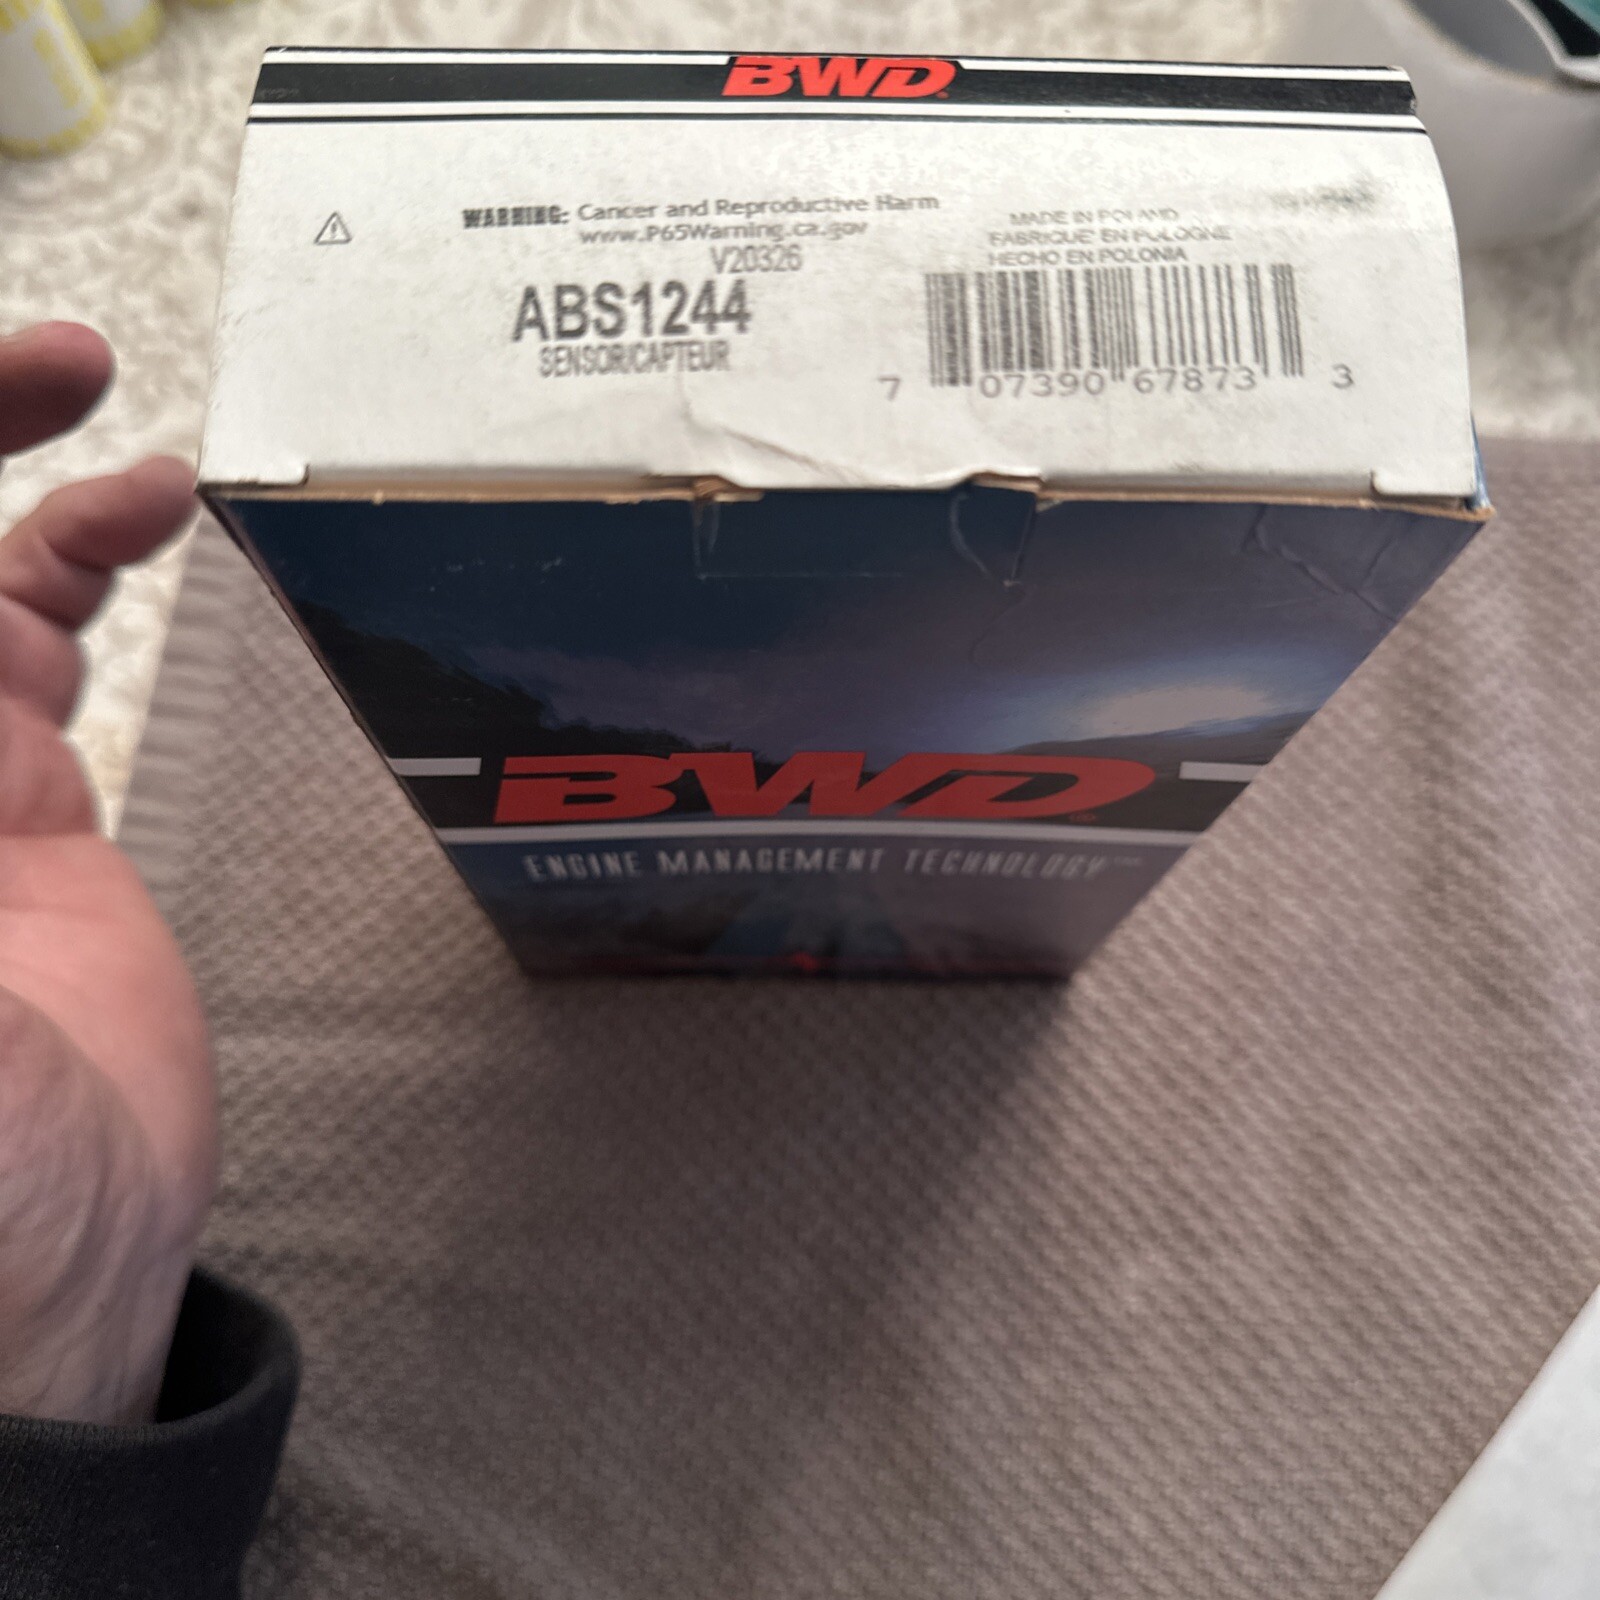 BWD
WARNING: Cancer and Reproductive Harm
www.P65Warning.ca.gov
V20326
ABS1244
SENSOR/CAPTEUR
MADE IN POLAND
FABRIQUE' EN POLOGNE
HECHO EN POLONIA
7 07390 67873 3
BWD
ENGINE MANAGEMENT TECHNOLOGY™